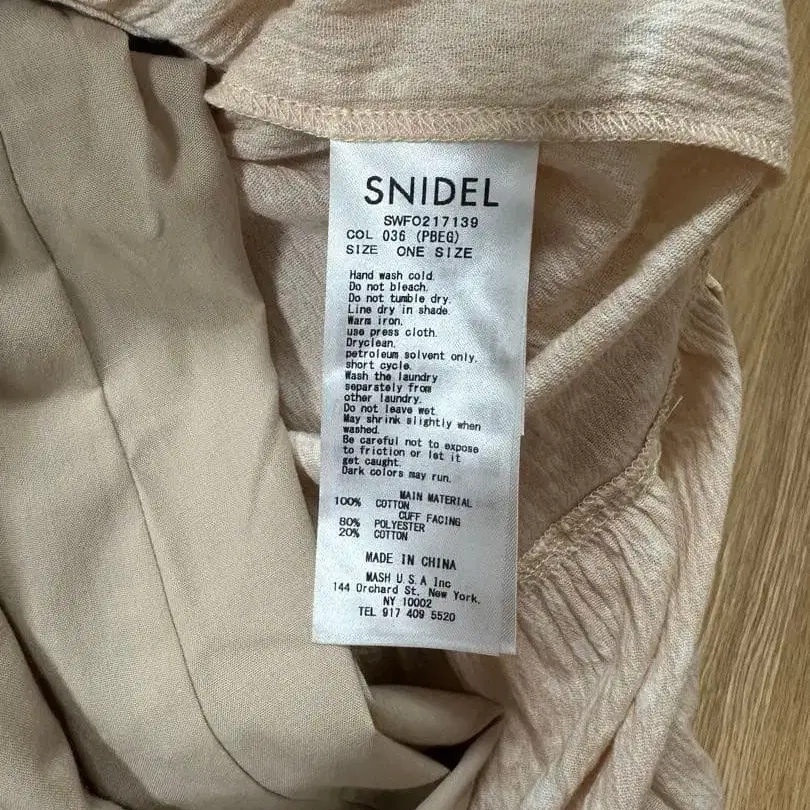 SNIDEL
SWFO217139
COL 036 (PBEG)
SIZE ONE SIZE
Hand wash cold.
Do not bleach.
Do not tumble dry.
Line dry in shade.
Warm iron.
use press cloth.
Dryclean.
petroleum solvent only.
short cycle.
Wash the laundry
separately from
other laundry.
Do not leave wet.
May shrink slightly when
washed.
Be careful not to expose
to friction or let it
get caught.
Dark colors may run.
MAIN MATERIAL
100% COTTON
CUFF FACING
80% POLYESTER
20% COTTON
MADE IN CHINA
MASH U.S.A Inc
144 Orchard St, New York.
NY 10002
TEL 917 409 5520